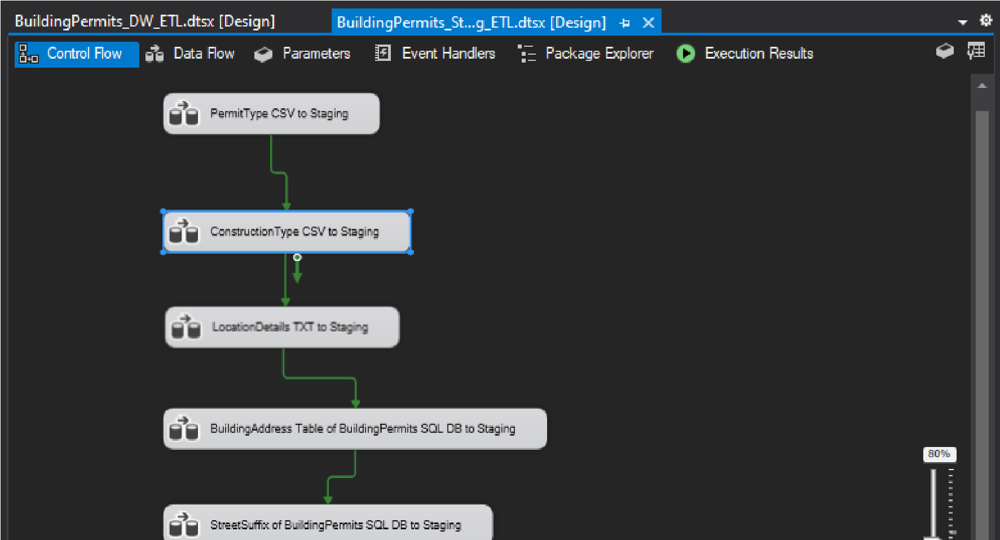 BuildingPermits_DW_ETL.dtsx [Design] BuildingPermits_St...g_ETL.dtsx [Design]
Control Flow Data Flow Parameters Event Handlers Package Explorer Execution Results
PermitType CSV to Staging
ConstructionType CSV to Staging
LocationDetails TXT to Staging
BuildingAddress Table of BuildingPermits SQL DB to Staging
80%
StreetSuffix of BuildingPermits SQL DB to Staging